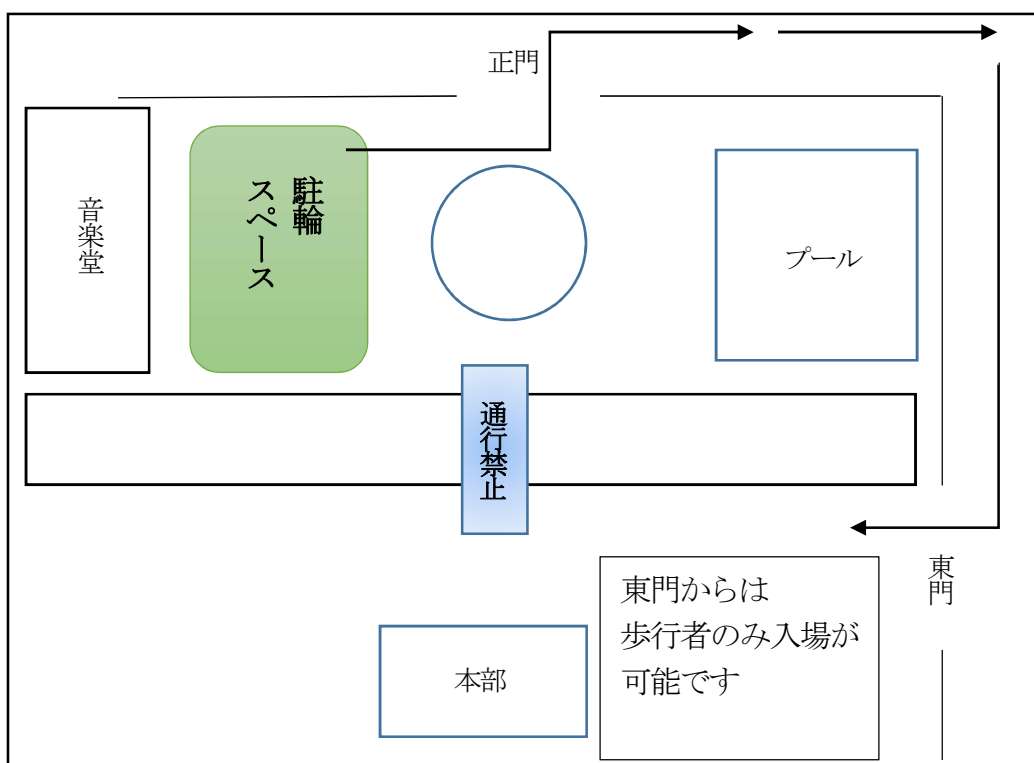 正門
音楽堂
駐輪
スペース
プール
通行禁止
東門
東門からは
歩行者のみ入場が
可能です
本部